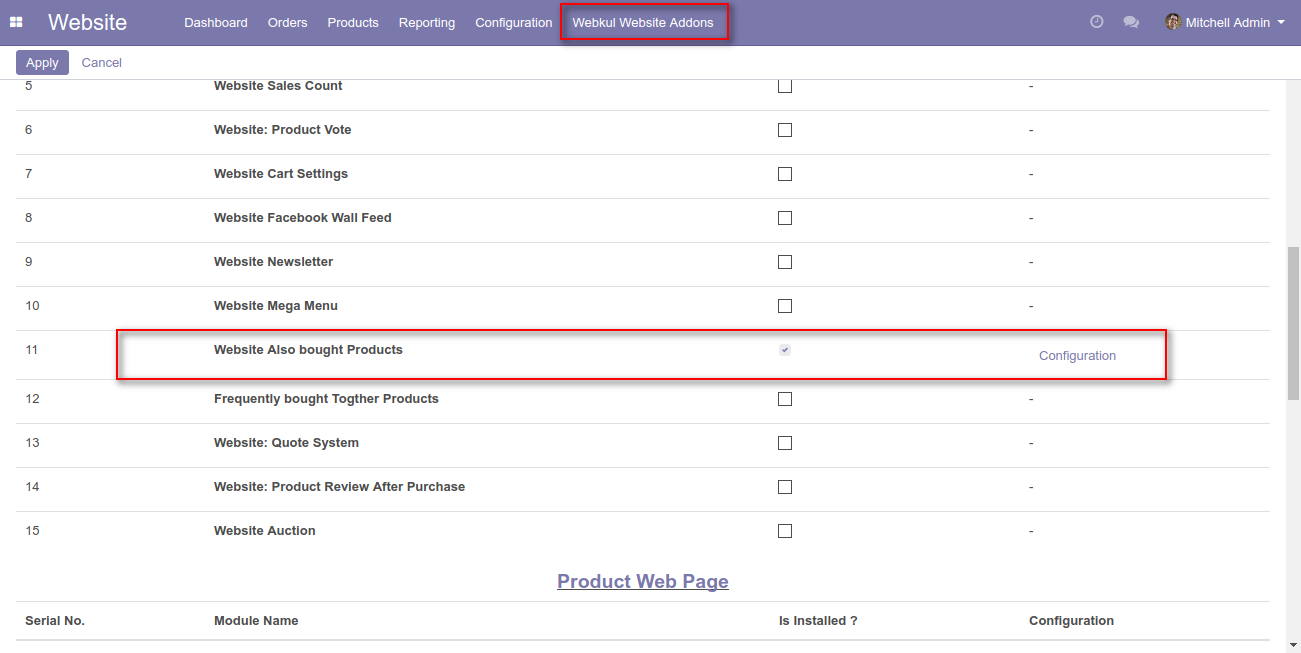 Website Dashboard Orders Products Reporting Configuration Webkul Website Addons Mitchell Admin
Apply Cancel
5 Website Sales Count -
6 Website: Product Vote -
7 Website Cart Settings -
8 Website Facebook Wall Feed -
9 Website Newsletter -
10 Website Mega Menu -
11 Website Also bought Products Configuration
12 Frequently bought Togther Products -
13 Website: Quote System -
14 Website: Product Review After Purchase -
15 Website Auction -
Product Web Page
Serial No. Module Name Is Installed ? Configuration